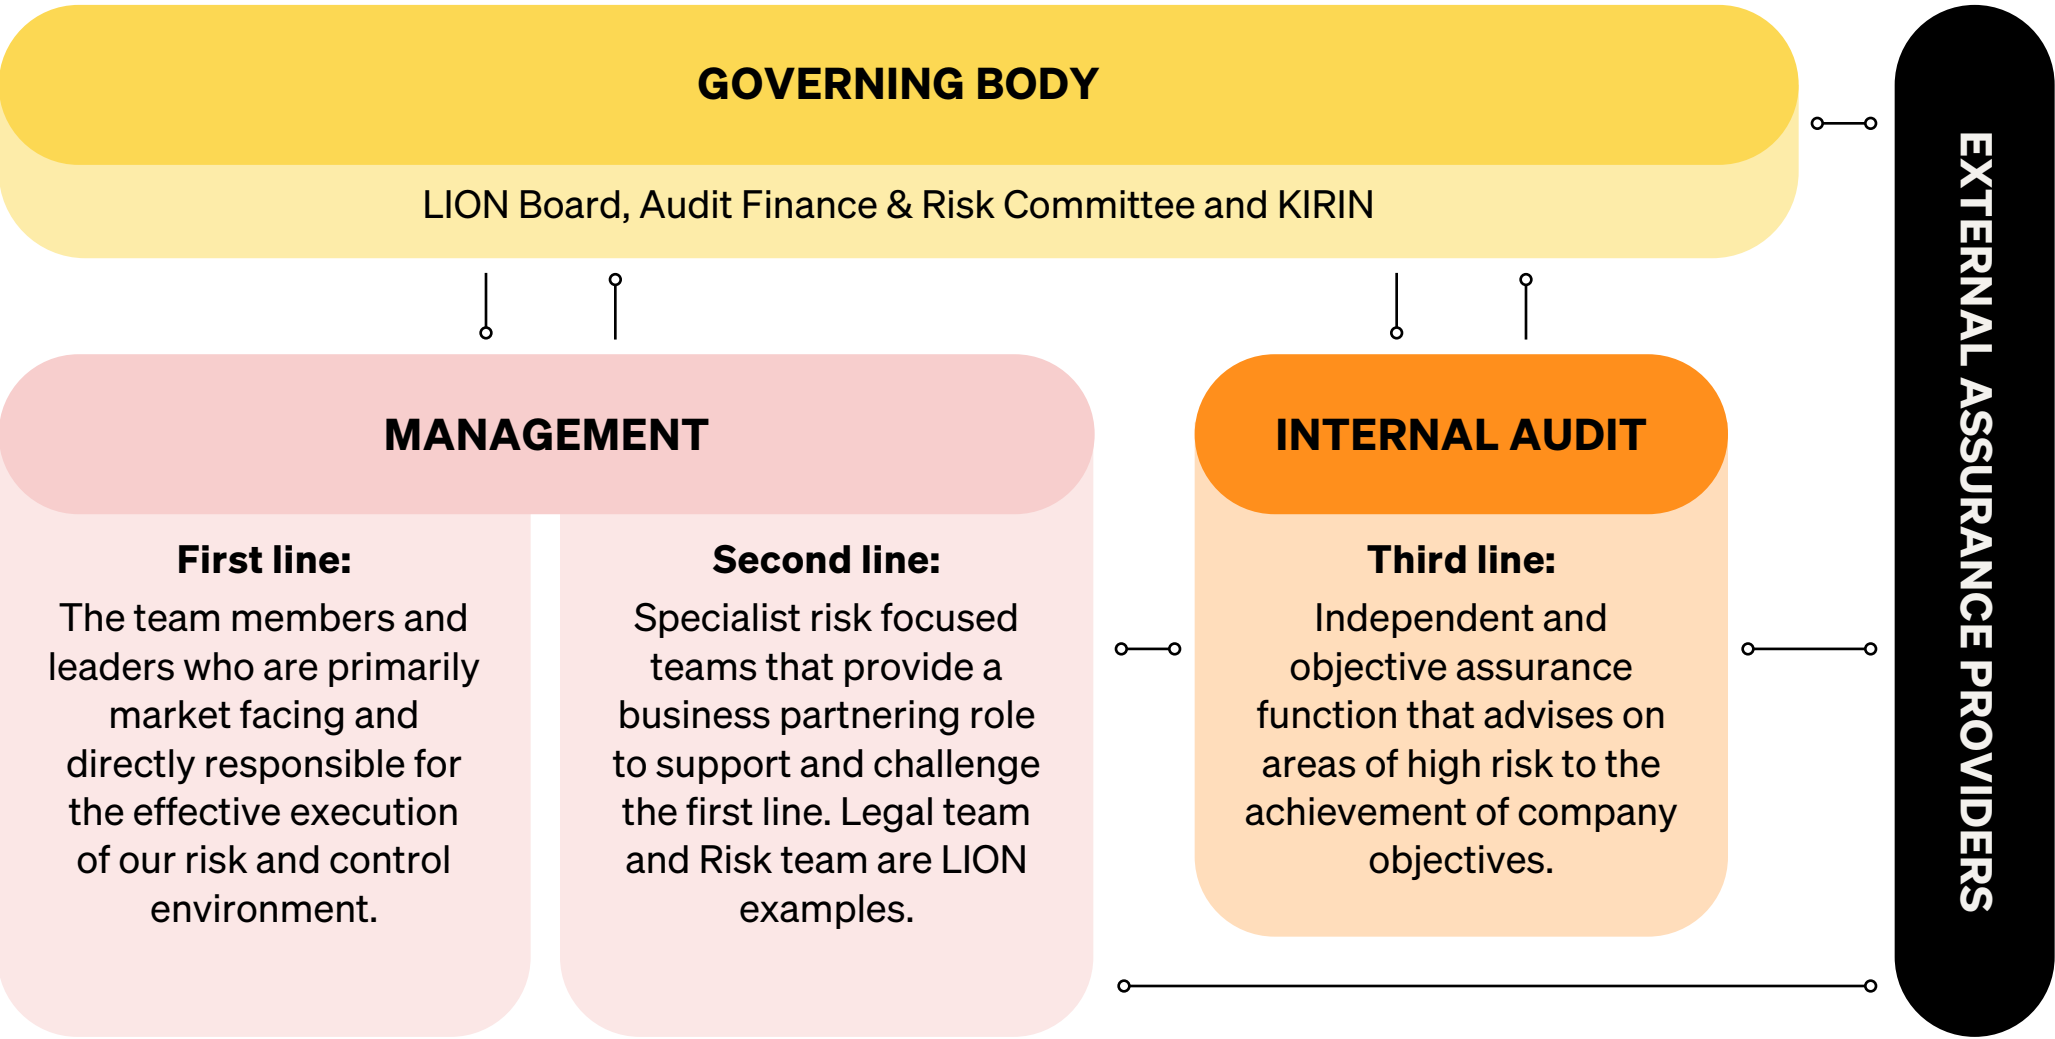 GOVERNING BODY
LION Board, Audit Finance & Risk Committee and KIRIN
MANAGEMENT
First line:
The team members and
leaders who are primarily
market facing and
directly responsible for
the effective execution
of our risk and control
environment.
Second line:
Specialist risk focused
teams that provide a
business partnering role
to support and challenge
the first line. Legal team
and Risk team are LION
examples.
INTERNAL AUDIT
Third line:
Independent and
objective assurance
function that advises on
areas of high risk to the
achievement of company
objectives.
EXTERNAL ASSURANCE PROVIDERS